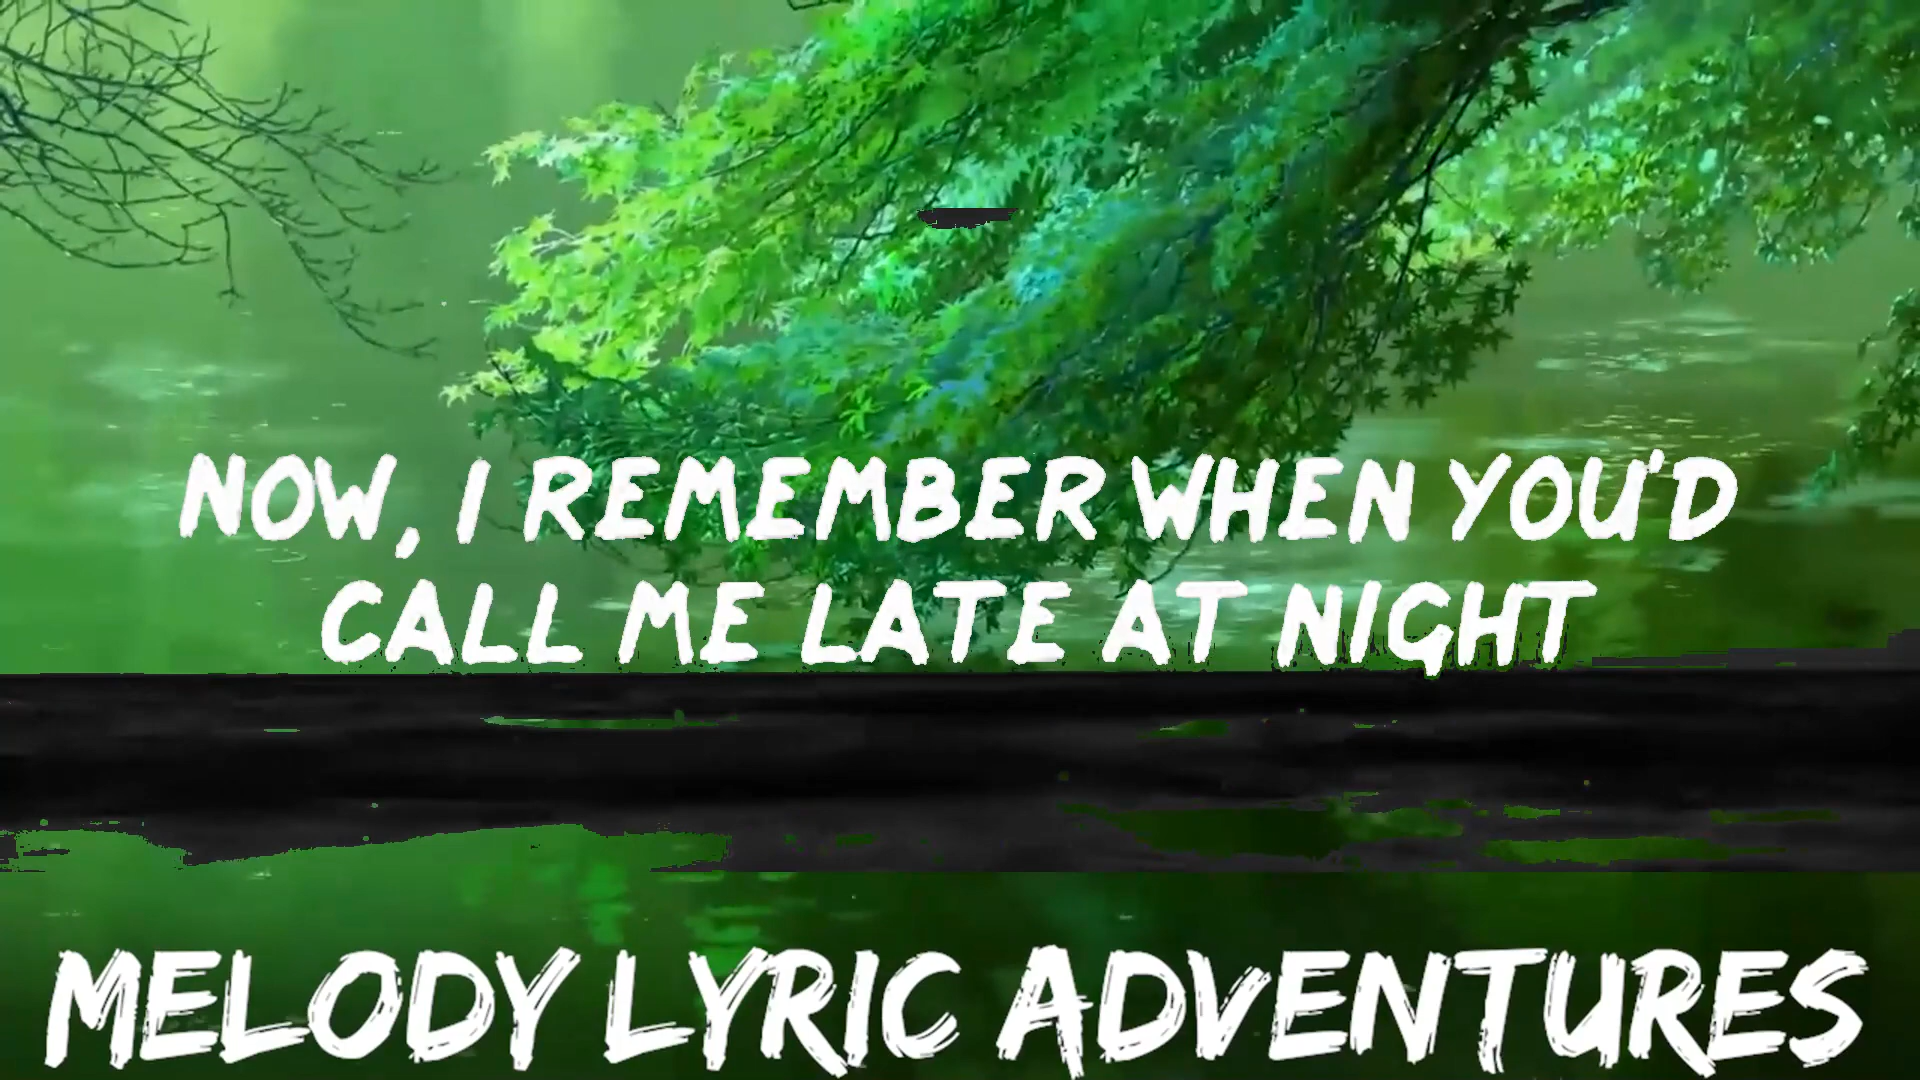 NOW, I REMEMBER WHEN YOU'D
CALL ME LATE AT NIGHT
MELODY LYRIC ADVENTURES